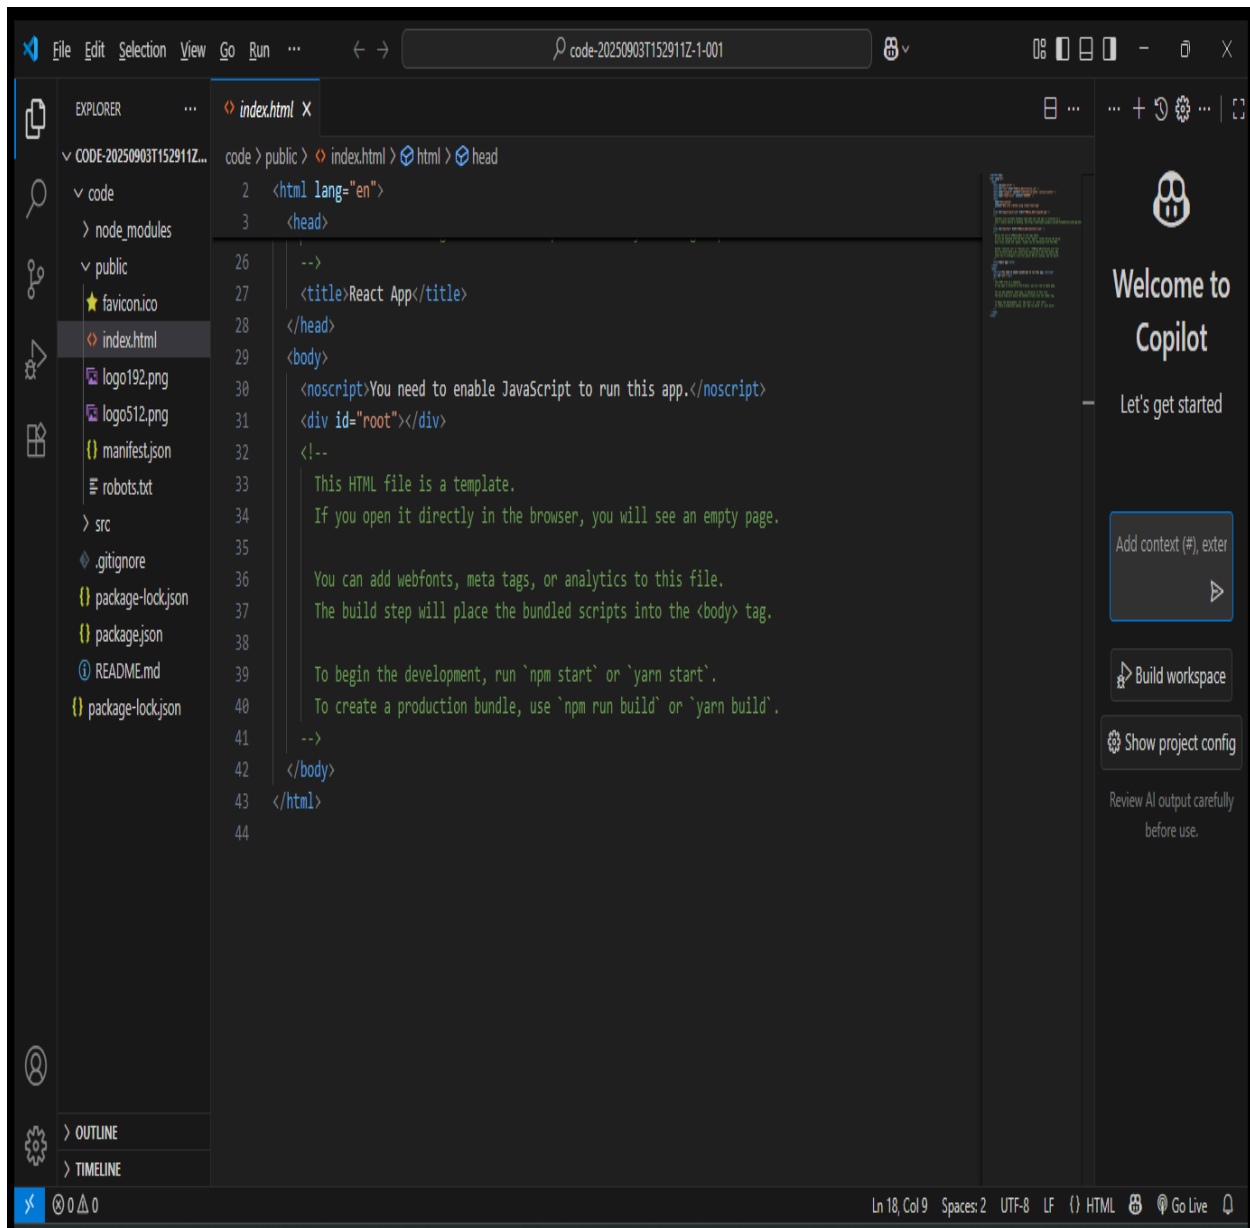 File Edit Selection View Go Run ··· code-20250903T152911Z-1-001
EXPLORER ···
CODE-20250903T152911Z...
code
node_modules
public
favicon.ico
index.html
logo192.png
logo512.png
manifest.json
robots.txt
src
.gitignore
package-lock.json
package.json
README.md
package-lock.json
OUTLINE
TIMELINE
index.html
code > public > index.html > html > head
2 <html lang="en">
3 <head>
26 -->
27 <title>React App</title>
28 </head>
29 <body>
30 <noscript>You need to enable JavaScript to run this app.</noscript>
31 <div id="root"></div>
32 <!--
33 This HTML file is a template.
34 If you open it directly in the browser, you will see an empty page.
35
36 You can add webfonts, meta tags, or analytics to this file.
37 The build step will place the bundled scripts into the <body> tag.
38
39 To begin the development, run `npm start` or `yarn start`.
40 To create a production bundle, use `npm run build` or `yarn build`.
41 -->
42 </body>
43 </html>
44
Welcome to
Copilot
Let's get started
Add context (#), exter
Build workspace
Show project config
Review AI output carefully
before use.
0 0 Ln 18, Col 9 Spaces: 2 UTF-8 LF {} HTML Go Live